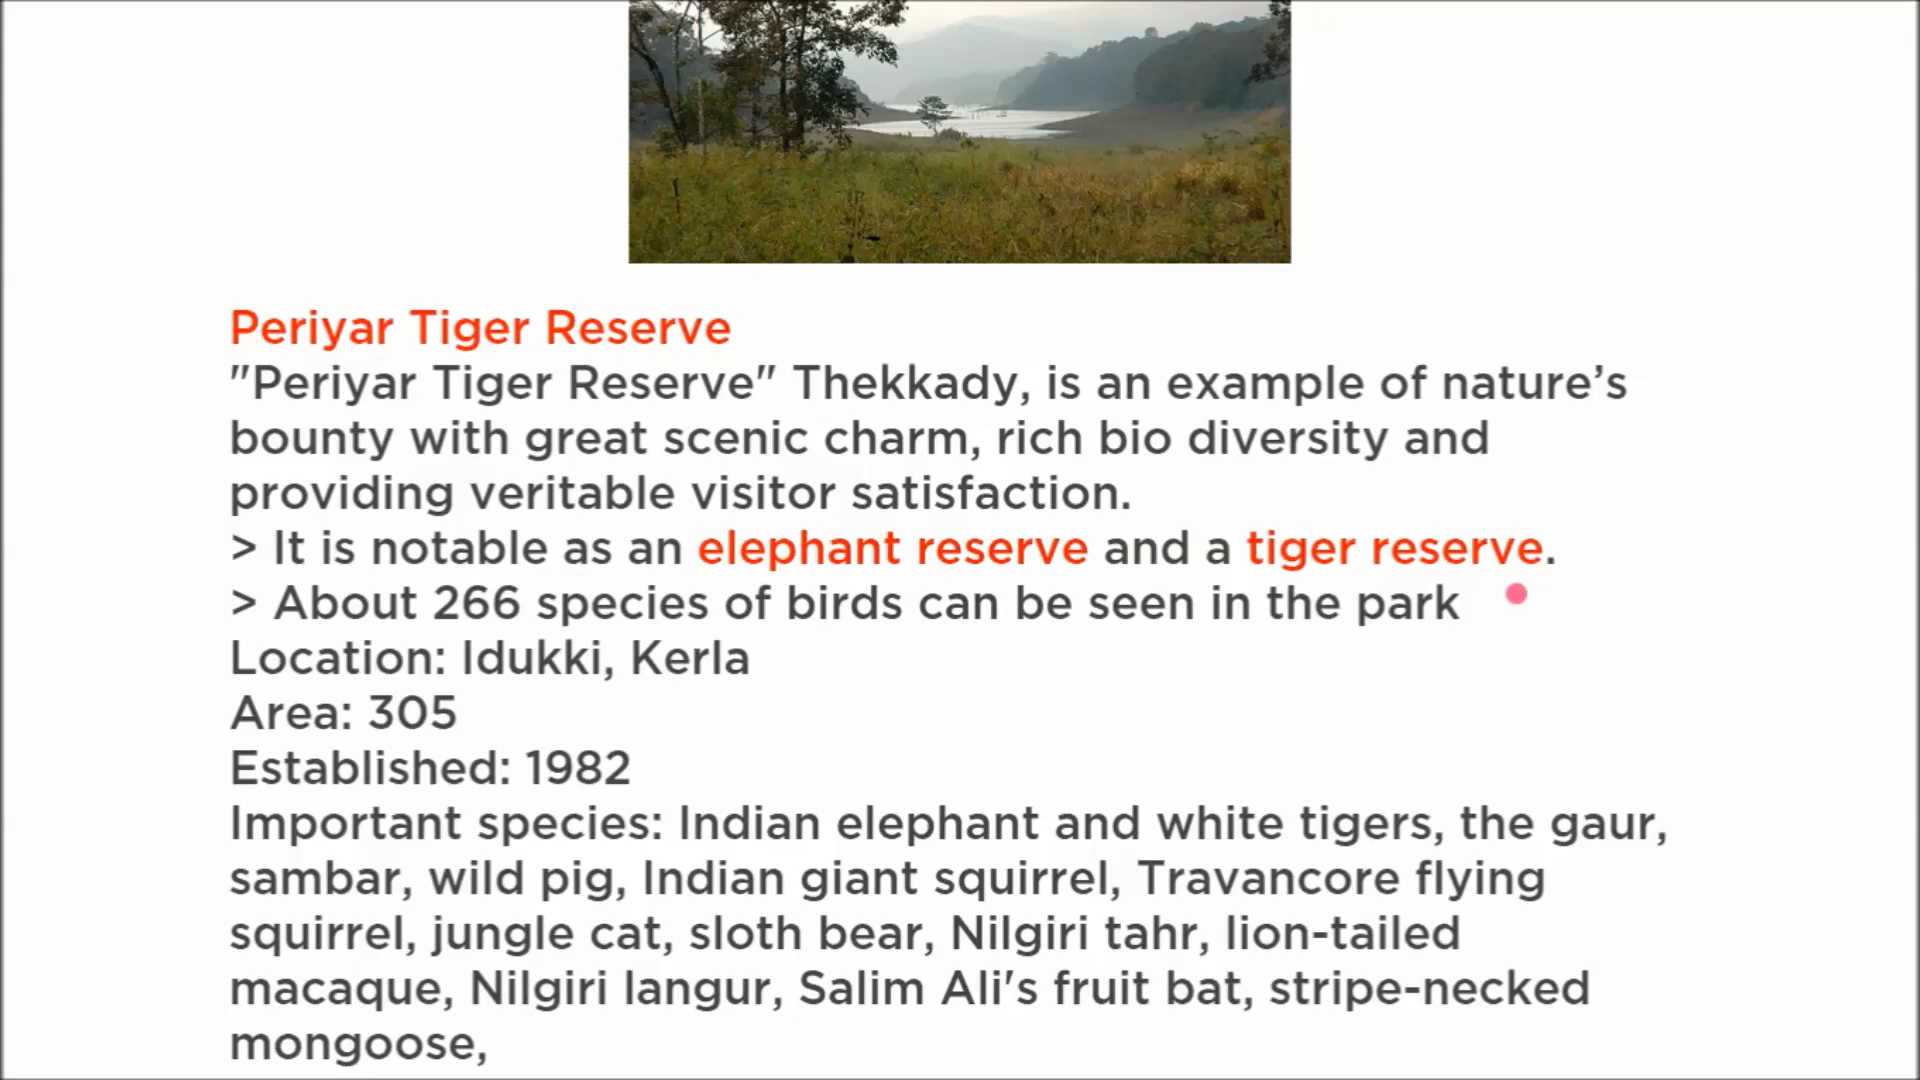 Periyar Tiger Reserve
"Periyar Tiger Reserve" Thekkady, is an example of nature’s
bounty with great scenic charm, rich bio diversity and
providing veritable visitor satisfaction.
> It is notable as an elephant reserve and a tiger reserve.
> About 266 species of birds can be seen in the park
Location: Idukki, Kerla
Area: 305
Established: 1982
Important species: Indian elephant and white tigers, the gaur,
sambar, wild pig, Indian giant squirrel, Travancore flying
squirrel, jungle cat, sloth bear, Nilgiri tahr, lion-tailed
macaque, Nilgiri langur, Salim Ali's fruit bat, stripe-necked
mongoose,